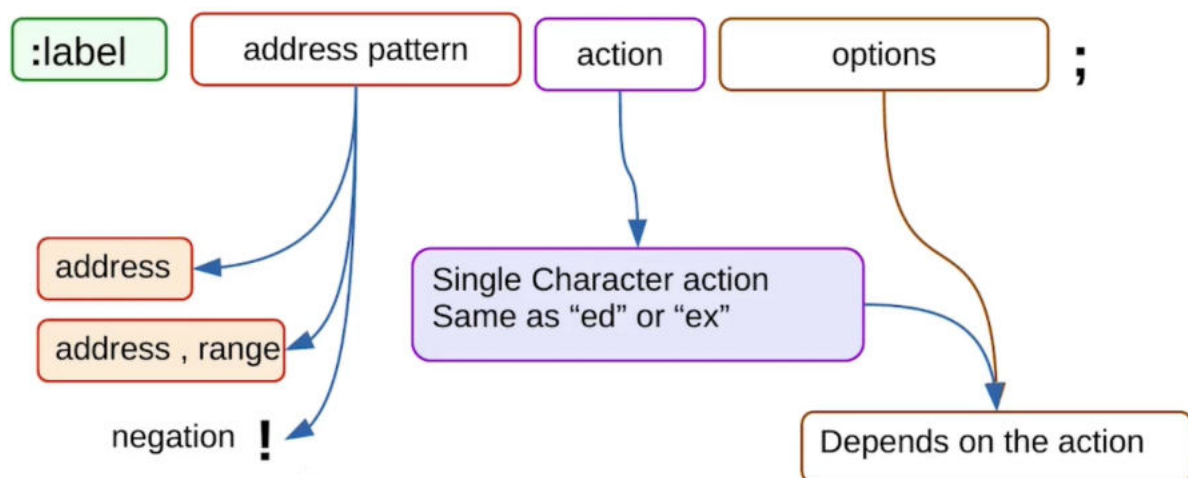 :label address pattern action options ;
address
Single Character action
Same as “ed” or “ex”
address , range
negation !
Depends on the action